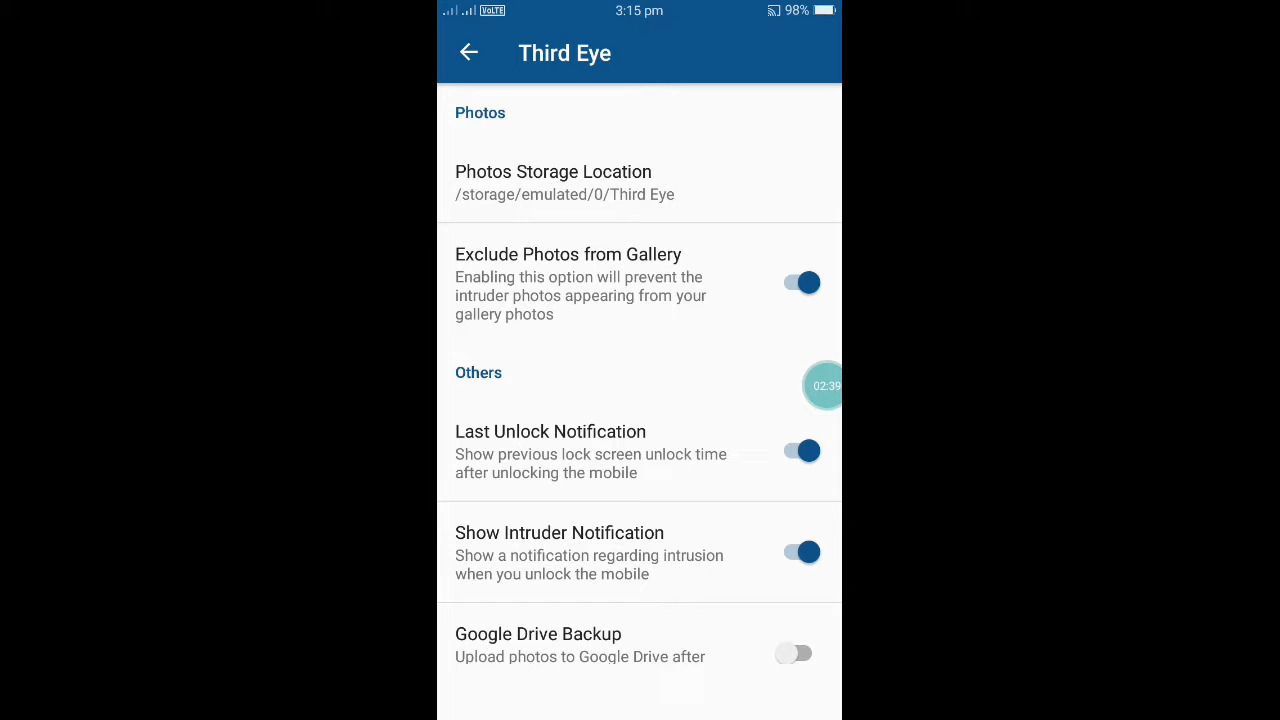 VoLTE 3:15 pm 98%
Third Eye
Photos
Photos Storage Location
/storage/emulated/0/Third Eye
Exclude Photos from Gallery
Enabling this option will prevent the
intruder photos appearing from your
gallery photos
Others
02:39
Last Unlock Notification
Show previous lock screen unlock time
after unlocking the mobile
Show Intruder Notification
Show a notification regarding intrusion
when you unlock the mobile
Google Drive Backup
Upload photos to Google Drive after